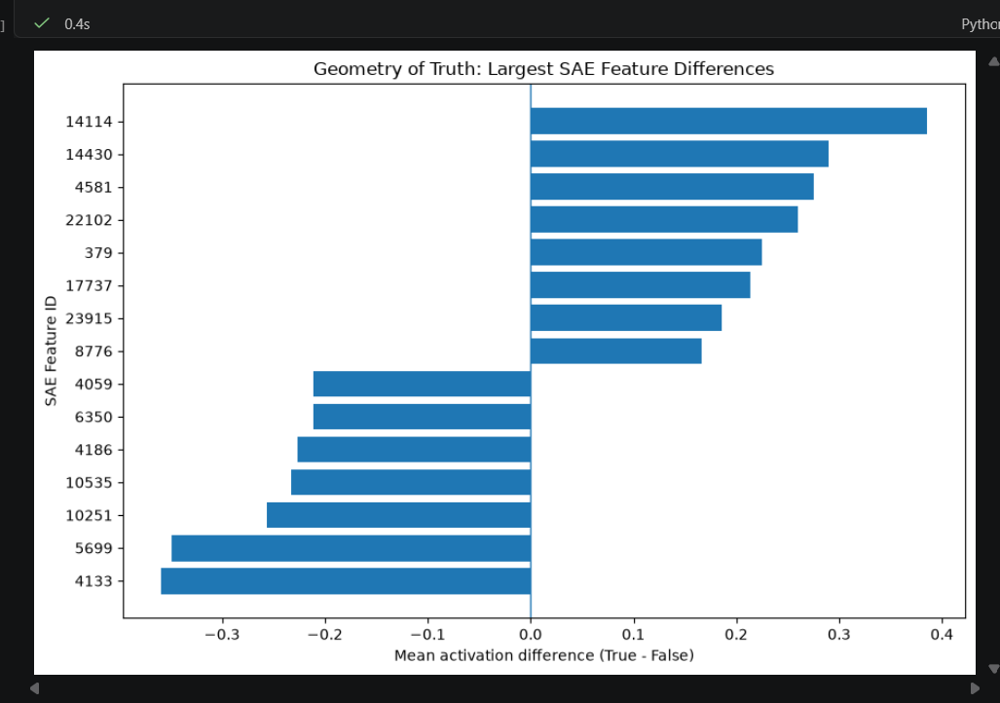 ]
0.4s
Pytho
Geometry of Truth: Largest SAE Feature Differences
SAE Feature ID
14114
14430
4581
22102
379
17737
23915
8776
4059
6350
4186
10535
10251
5699
4133
−0.3 −0.2 −0.1 0.0 0.1 0.2 0.3 0.4
Mean activation difference (True - False)